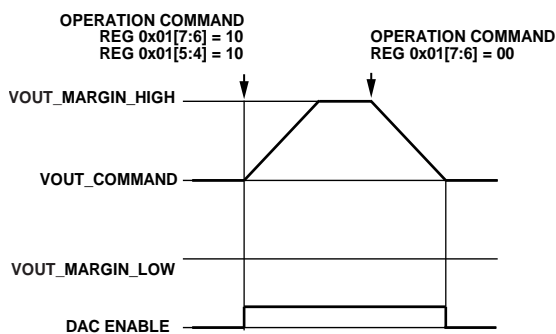 OPERATION COMMAND
REG 0x01[7:6] = 10
REG 0x01[5:4] = 10
OPERATION COMMAND
REG 0x01[7:6] = 00
VOUT_MARGIN_HIGH
VOUT_COMMAND
VOUT_MARGIN_LOW
DAC ENABLE